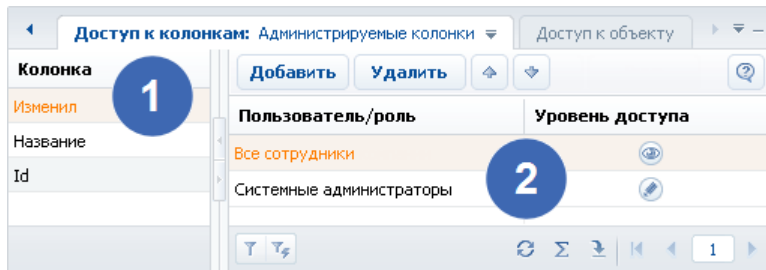 Доступ к колонкам: Администрируемые колонки Доступ к объекту
Колонка
Добавить Удалить
Изменил
1
Пользователь/роль Уровень доступа
Название
Все сотрудники
Id
2
Системные администраторы
1